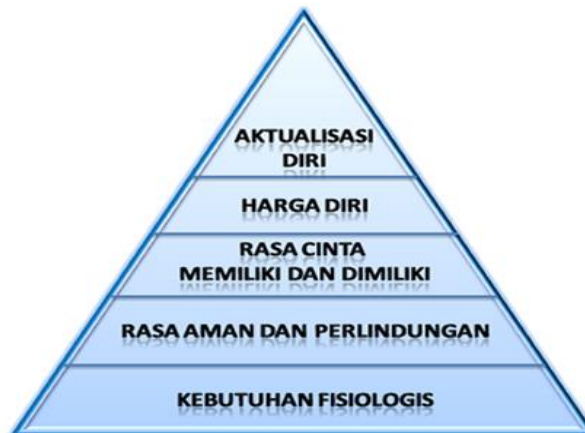 AKTUALISASI
DIRI
HARGA DIRI
RASA CINTA
MEMILIKI DAN DIMILIKI
RASA AMAN DAN PERLINDUNGAN
KEBUTUHAN FISIOLOGIS